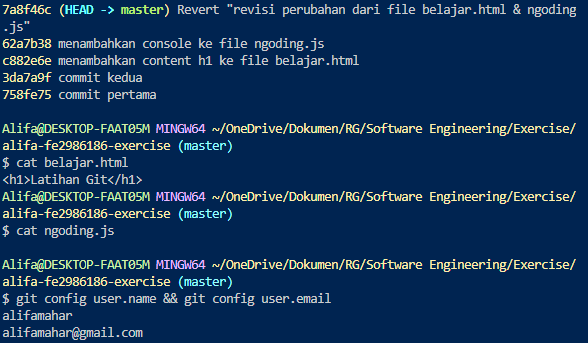 7a8f46c (HEAD -> master) Revert "revisi perubahan dari file belajar.html & ngoding
.js"
62a7b38 menambahkan console ke file ngoding.js
c882e6e menambahkan content h1 ke file belajar.html
3da7a9f commit kedua
758fe75 commit pertama
Alifa@DESKTOP-FAAT05M MINGW64 ~/OneDrive/Dokumen/RG/Software Engineering/Exercise/
alifa-fe2986186-exercise (master)
$ cat belajar.html
<h1>Latihan Git</h1>
Alifa@DESKTOP-FAAT05M MINGW64 ~/OneDrive/Dokumen/RG/Software Engineering/Exercise/
alifa-fe2986186-exercise (master)
$ cat ngoding.js
Alifa@DESKTOP-FAAT05M MINGW64 ~/OneDrive/Dokumen/RG/Software Engineering/Exercise/
alifa-fe2986186-exercise (master)
$ git config user.name && git config user.email
alifamahar
alifamahar@gmail.com